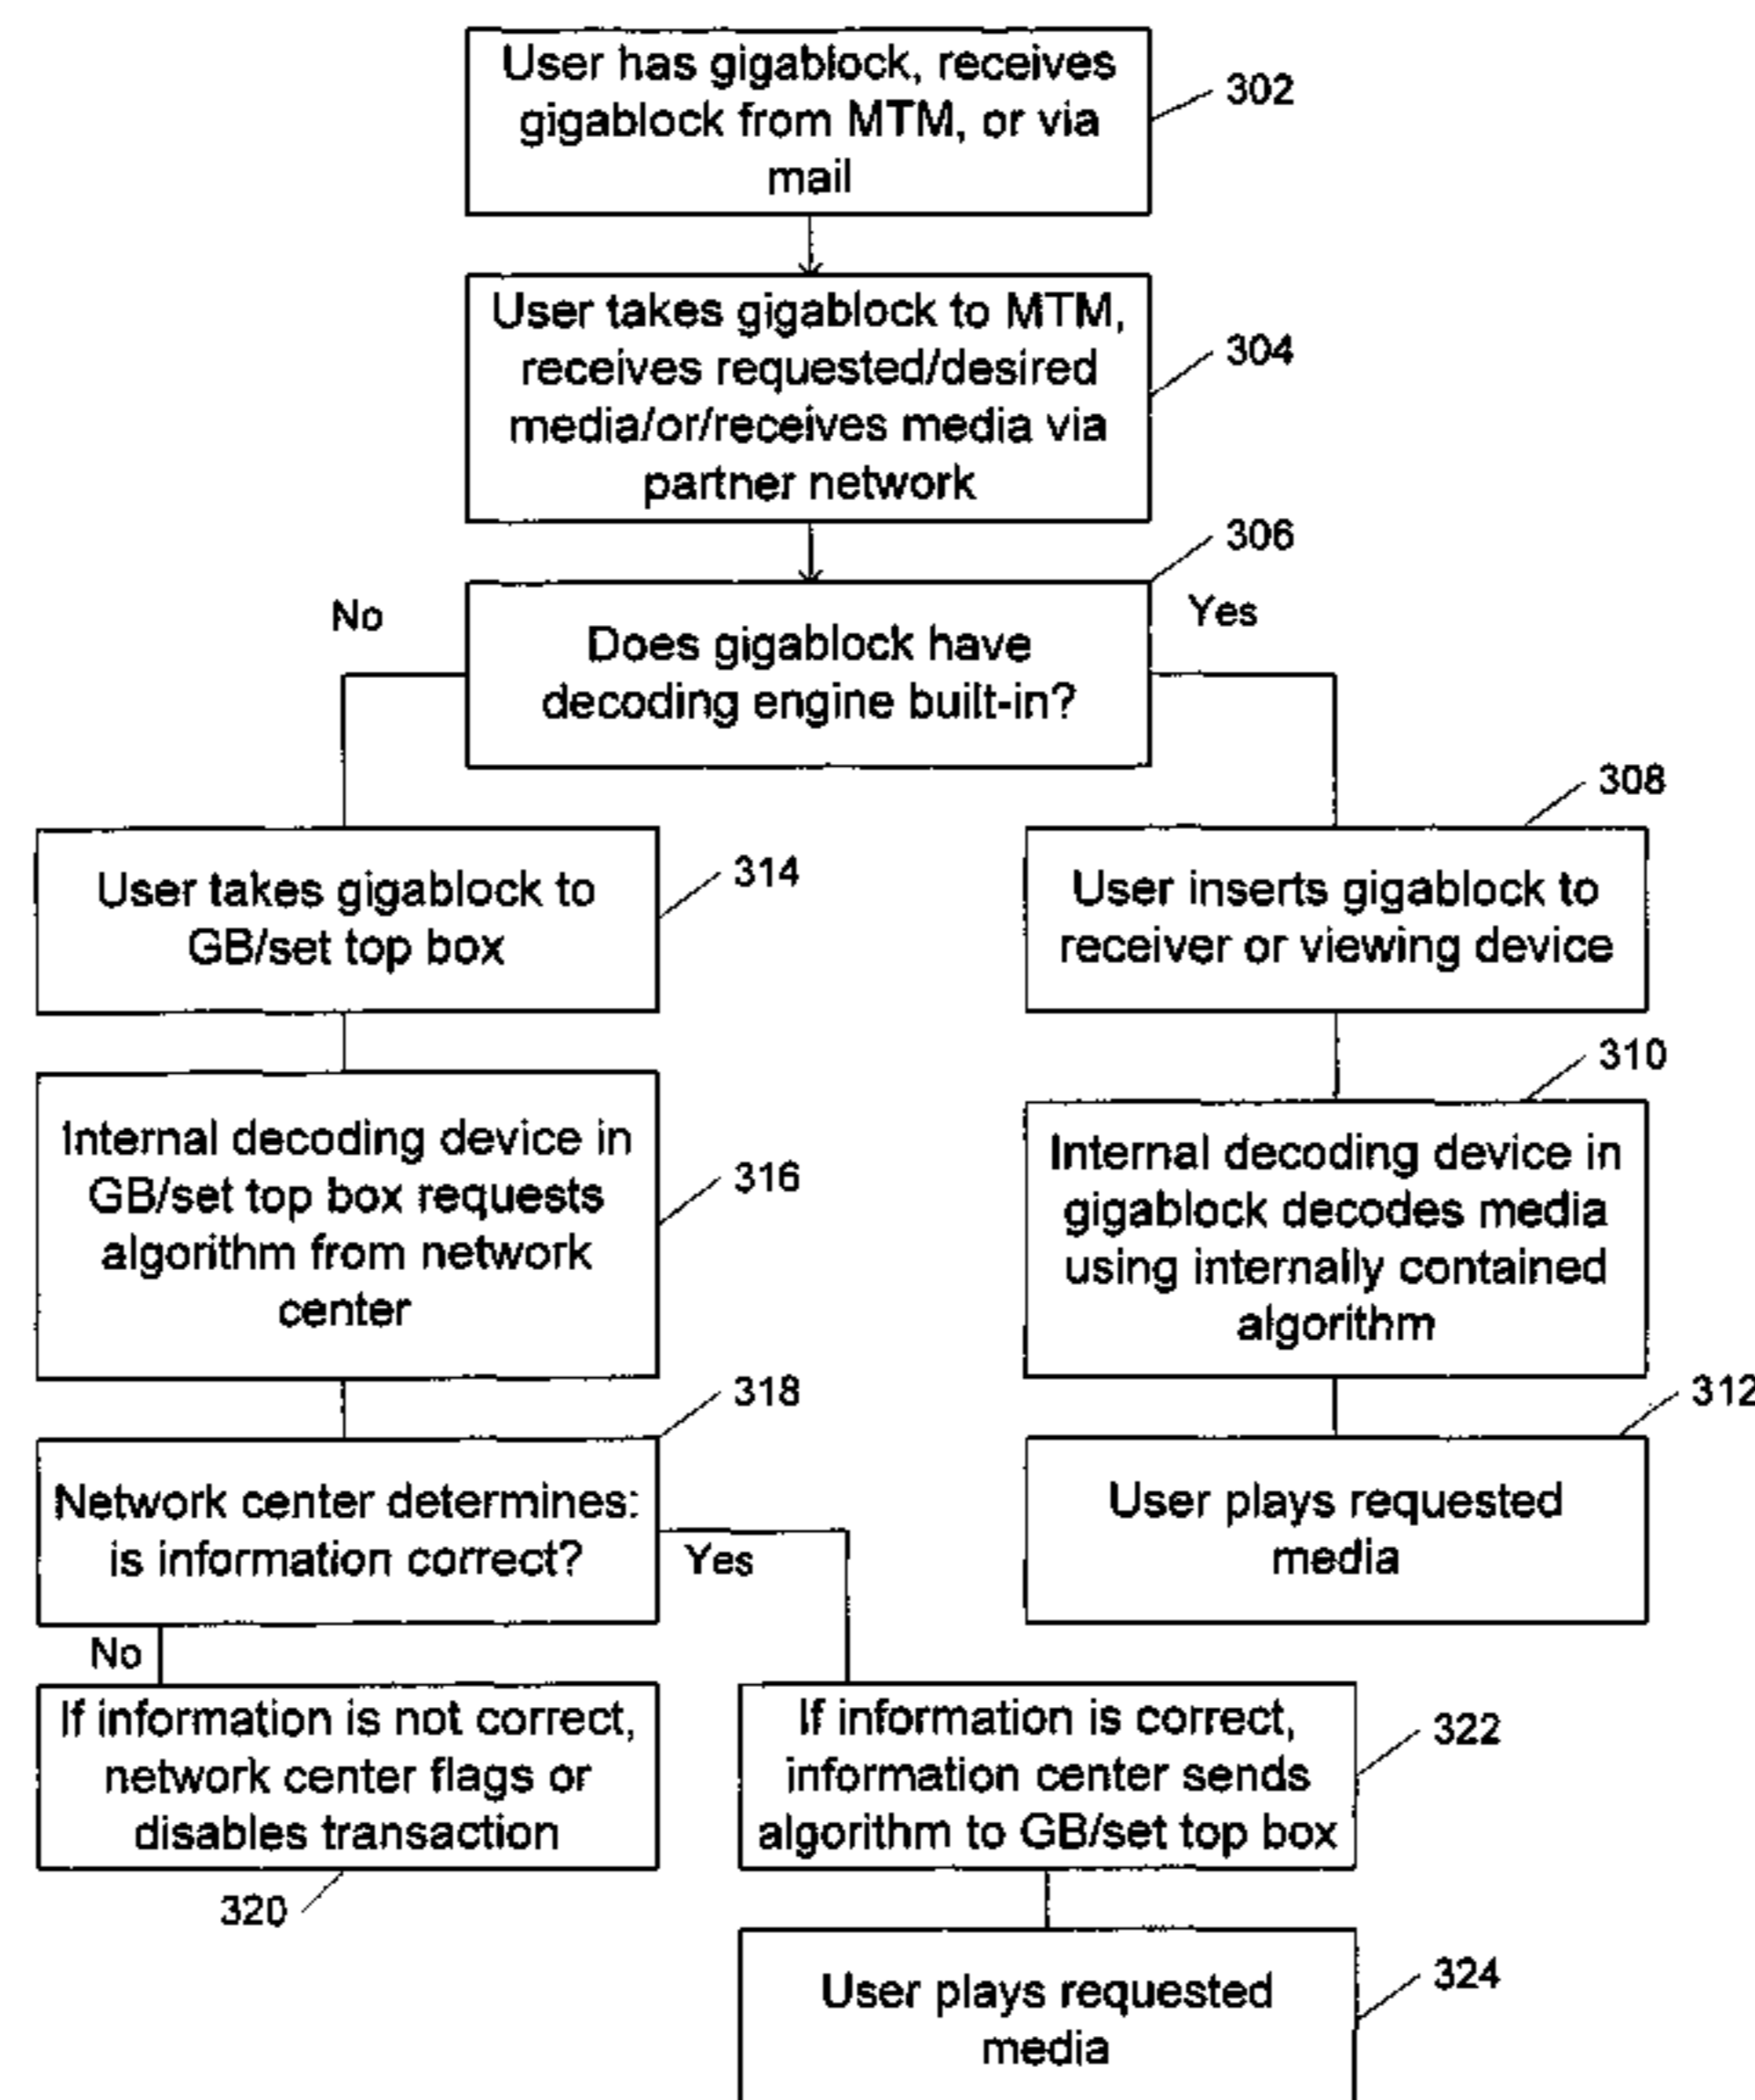 User has gigablock, receives
gigablock from MTM, or via
mail
302
User takes gigablock to MTM,
receives requested/desired
media/or/receives media via
partner network
304
306
No
Yes
Does gigablock have
decoding engine built-in?
308
User takes gigablock to
GB/set top box
314
User inserts gigablock to
receiver or viewing device
310
Internal decoding device in
GB/set top box requests
algorithm from network
center
316
Internal decoding device in
gigablock decodes media
using internally contained
algorithm
318
312
Network center determines:
is information correct?
Yes
User plays requested
media
No
If information is not correct,
network center flags or
disables transaction
320
If information is correct,
information center sends
algorithm to GB/set top box
322
User plays requested
media
324